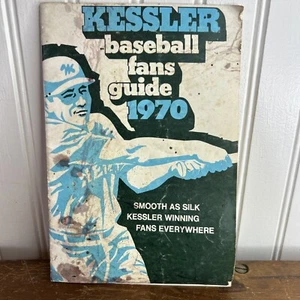 KESSLER
baseball
fans
guide
1970
SMOOTH AS SILK
KESSLER WINNING
FANS EVERYWHERE